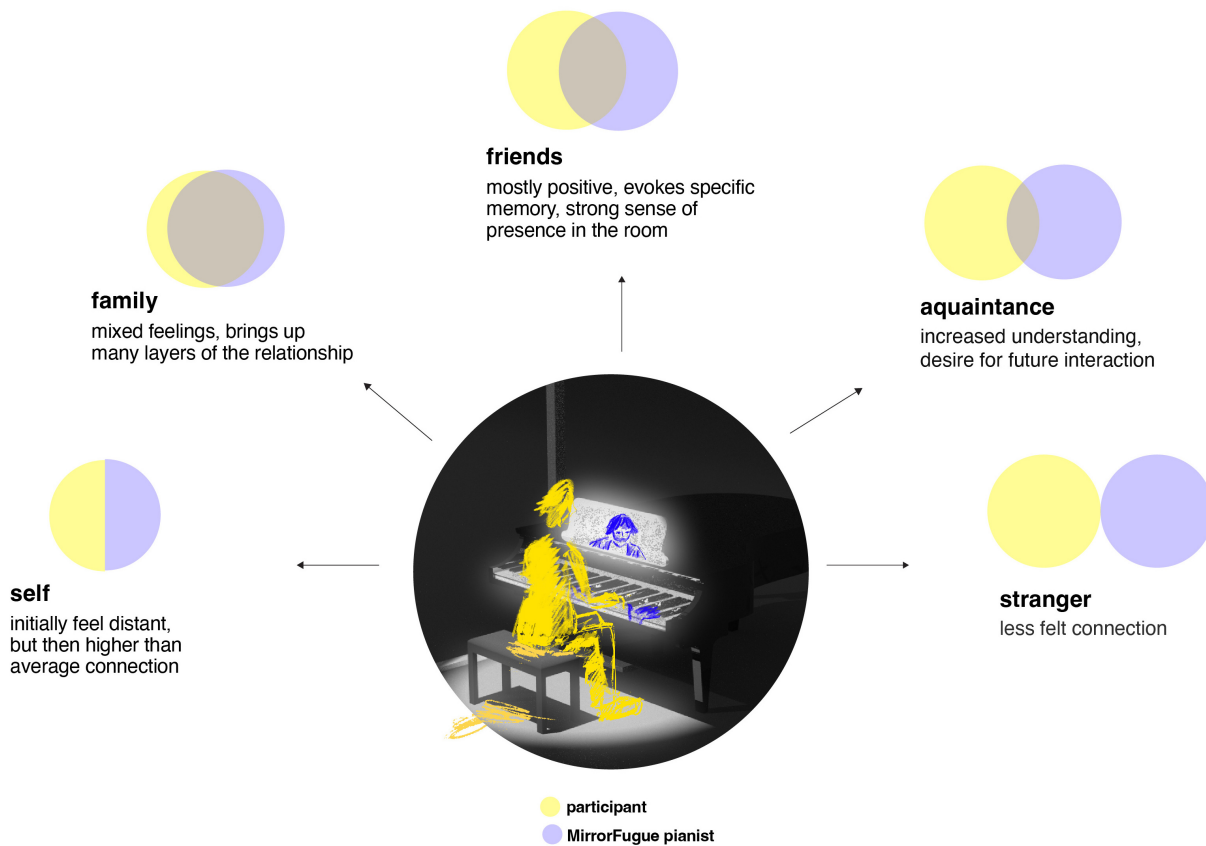 friends
mostly positive, evokes specific
memory, strong sense of
presence in the room
family
mixed feelings, brings up
many layers of the relationship
aquaintance
increased understanding,
desire for future interaction
self
initially feel distant,
but then higher than
average connection
stranger
less felt connection
participant
MirrorFugue pianist